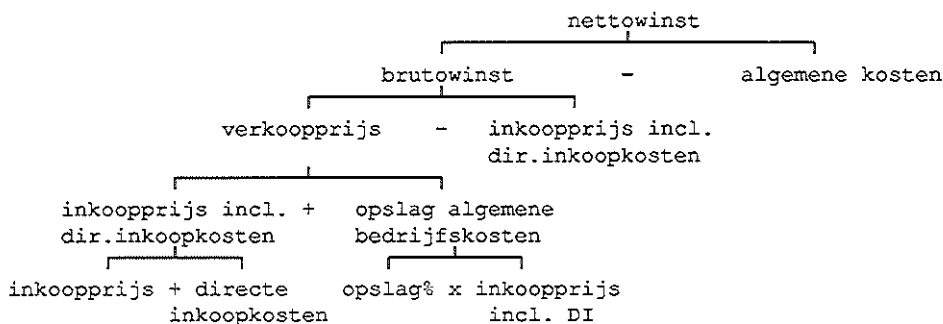 nettowinst
brutowinst - algemene kosten
verkoopprijs - inkoopprijs incl.
dir.inkoopkosten
inkoopprijs incl. + opslag algemene
dir.inkoopkosten bedrijfskosten
inkoopprijs + directe opslag% x inkoopprijs
inkoopkosten incl. DI